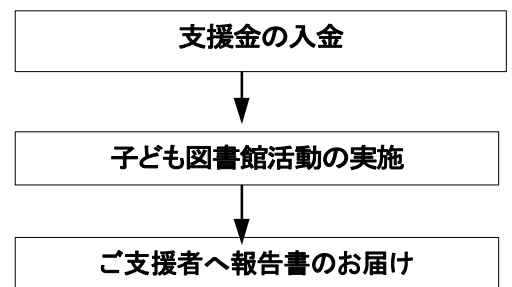 支援金の入金
子ども図書館活動の実施
ご支援者へ報告書のお届け